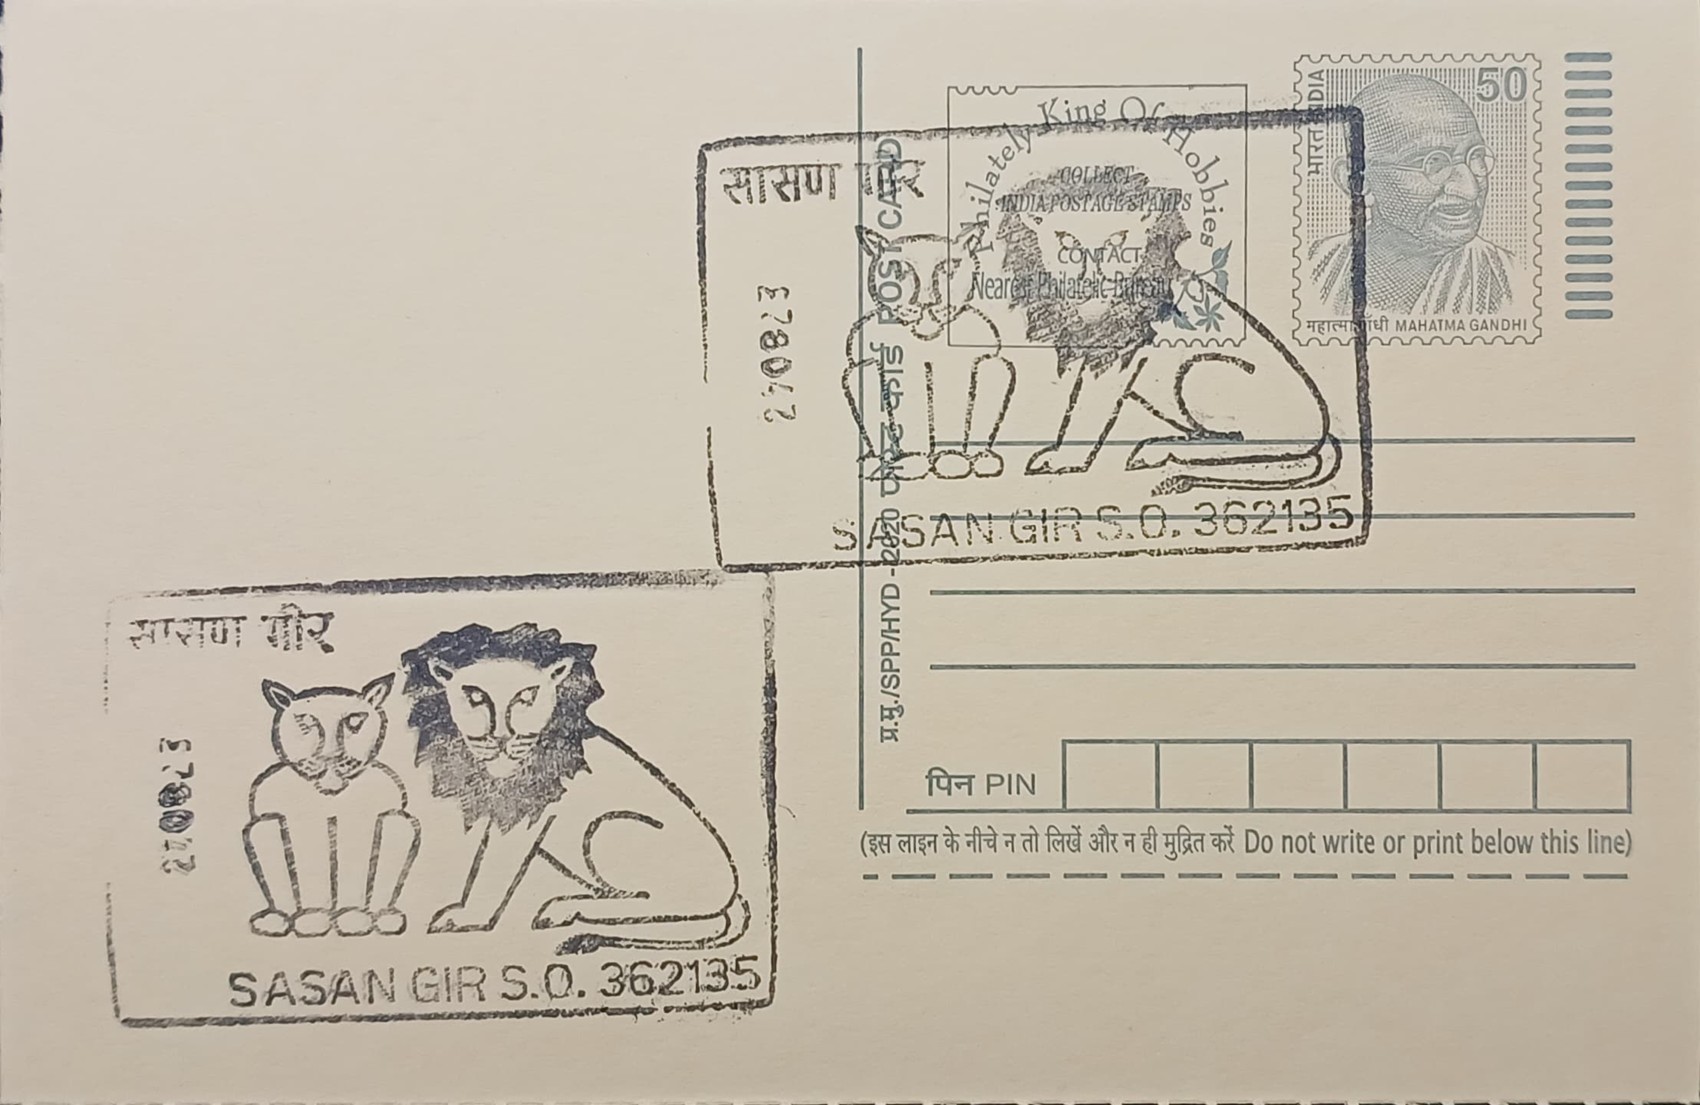 Philately King Of Hobbies
COLLECT
INDIA POSTAGE STAMPS
CONTACT
Nearest Philatelic Bureau
भारत INDIA
50
महात्मा गांधी MAHATMA GANDHI
सासण गीर
SASAN GIR S.O. 362135
प्र.मु./SPP/HYD - 2020 पोस्ट कार्ड POST CARD
सासण गीर
SASAN GIR S.O. 362135
पिन PIN
(इस लाइन के नीचे न तो लिखें और न ही मुद्रित करें Do not write or print below this line)